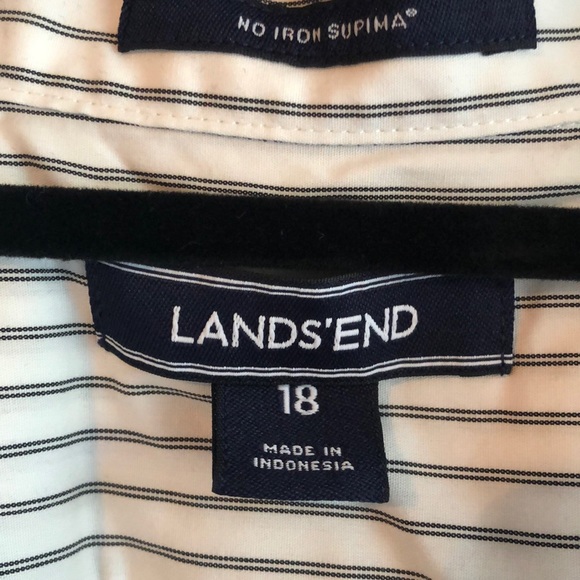 NO IRON SUPIMA®
LANDS'END
18
MADE IN
INDONESIA